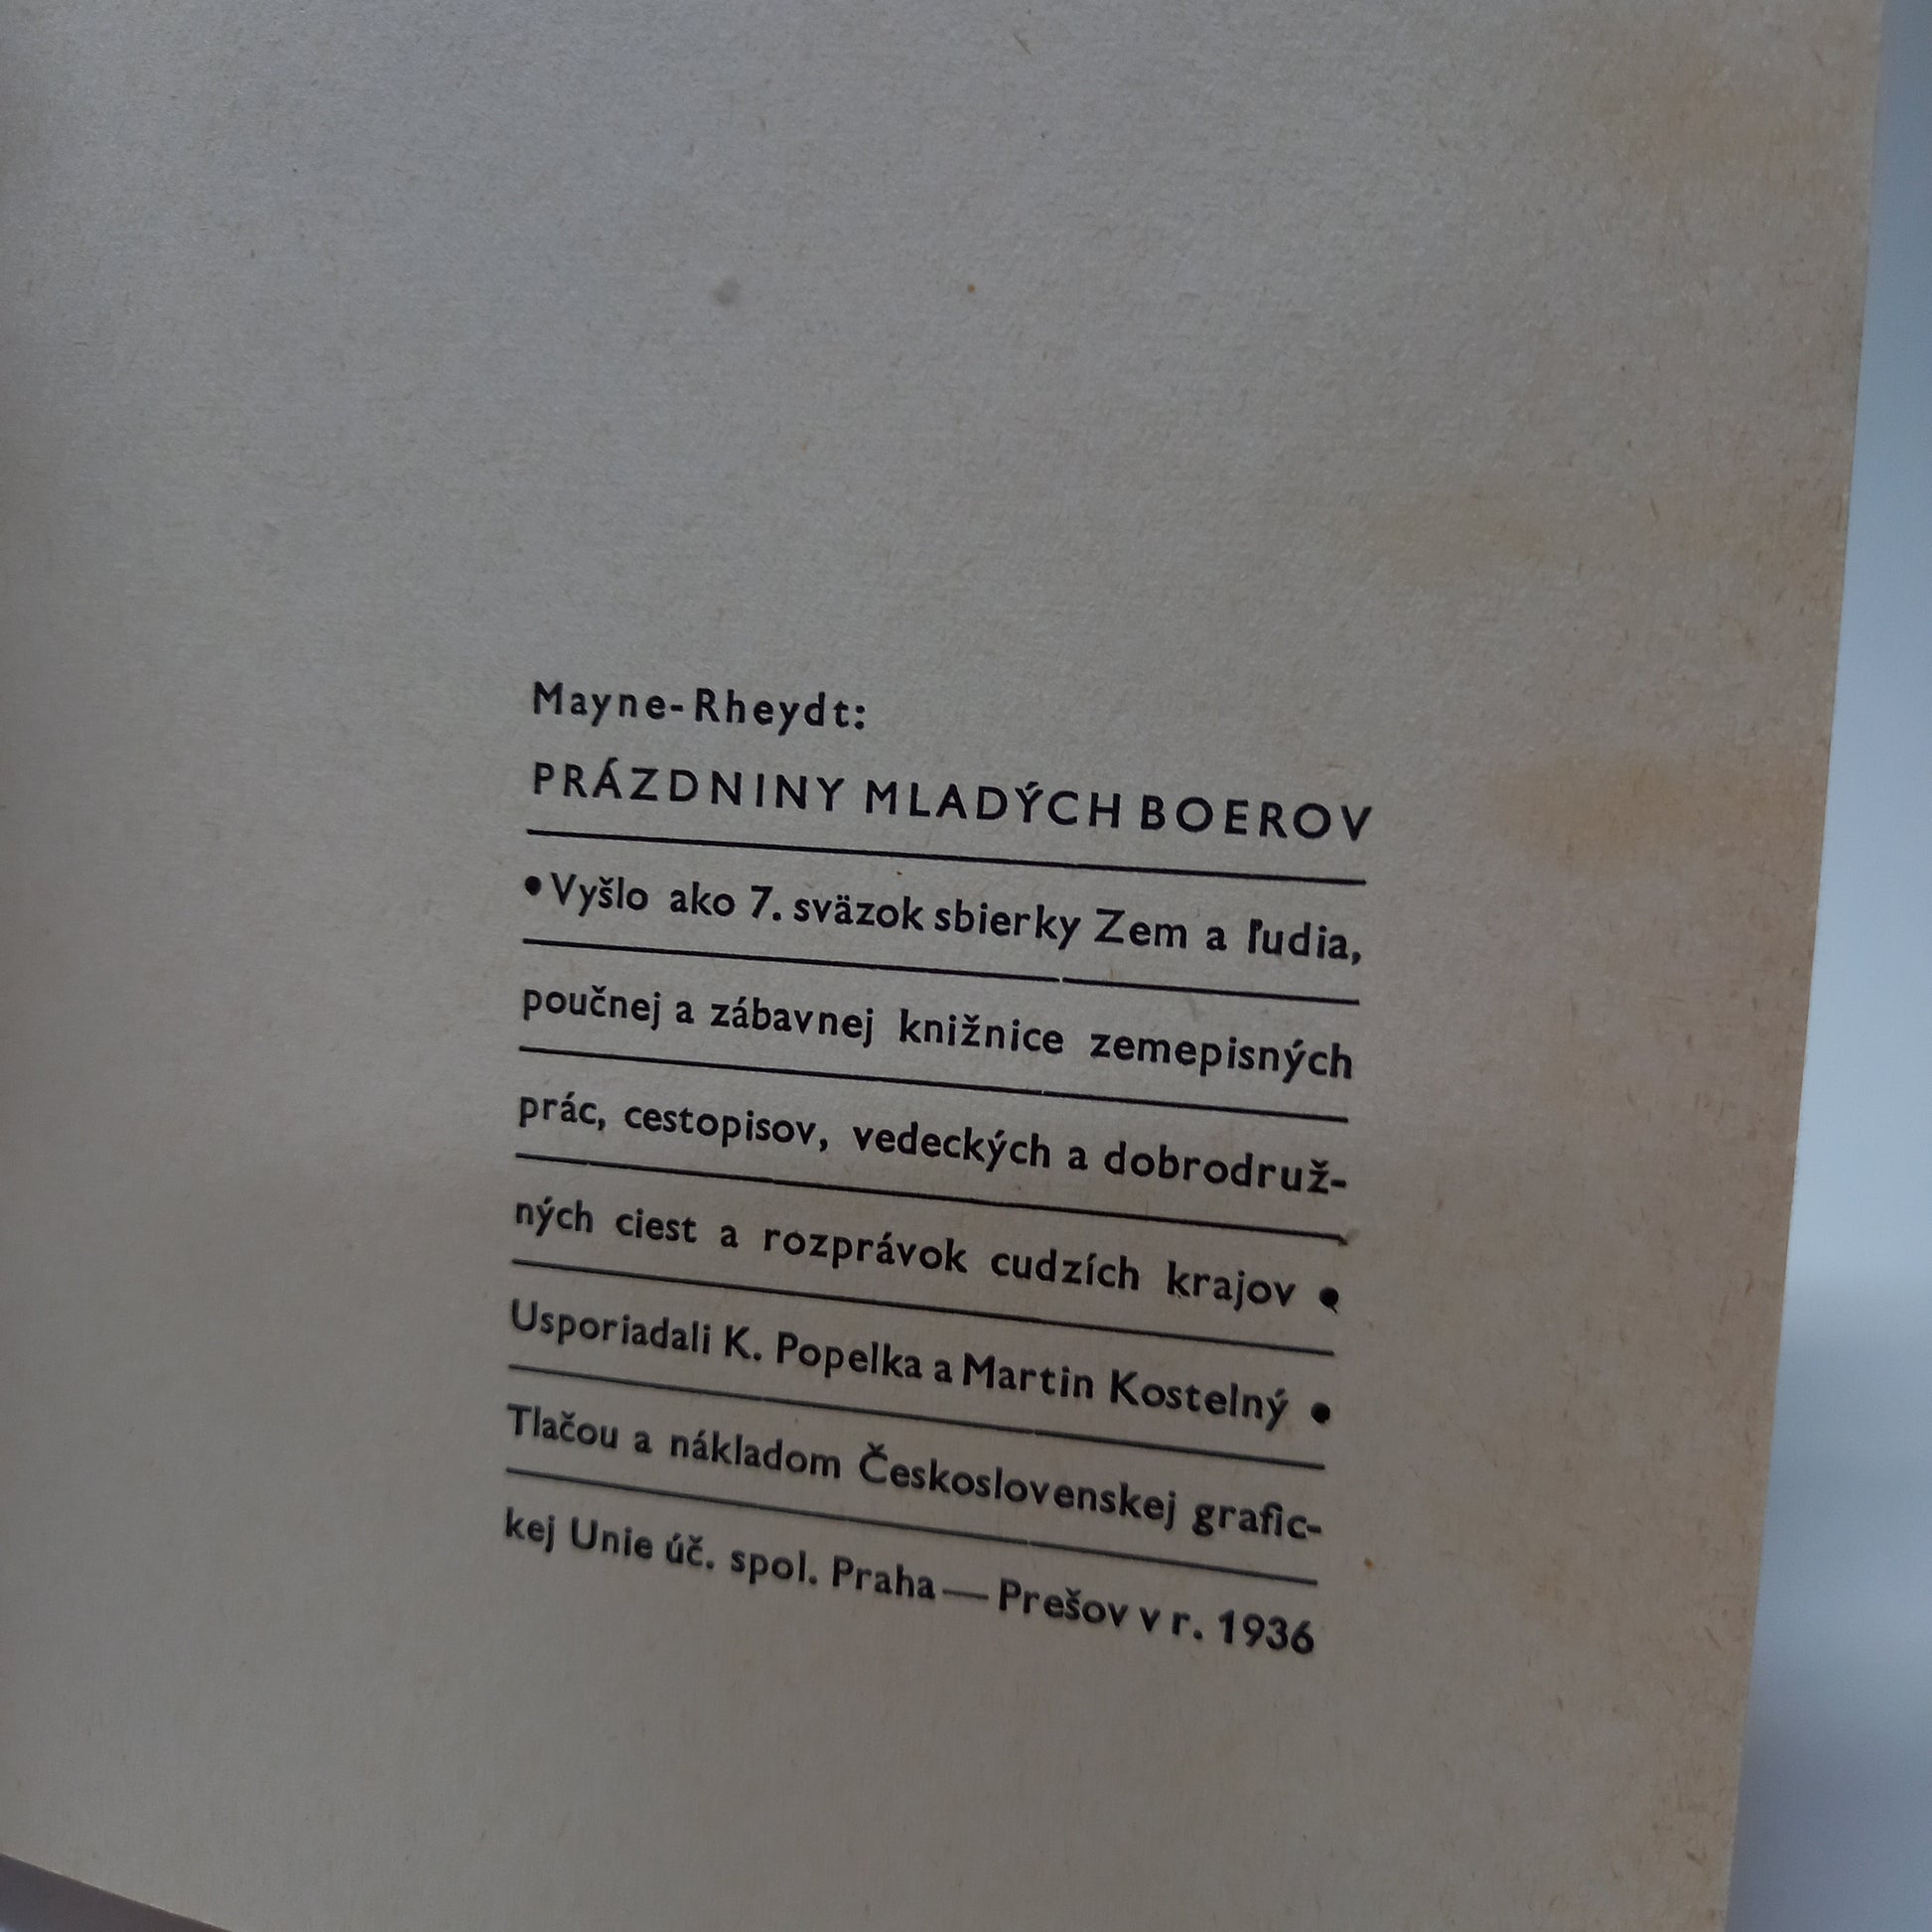 Mayne-Rheydt:
PRÁZDNINY MLADÝCH BOEROV
• Vyšlo ako 7. sväzok sbierky Zem a ľudia,
poučnej a zábavnej knižnice zemepisných
prác, cestopisov, vedeckých a dobrodruž-
ných ciest a rozprávok cudzích krajov •
Usporiadali K. Popelka a Martin Kostelný •
Tlačou a nákladom Československej grafic-
kej Unie úč. spol. Praha — Prešov v r. 1936